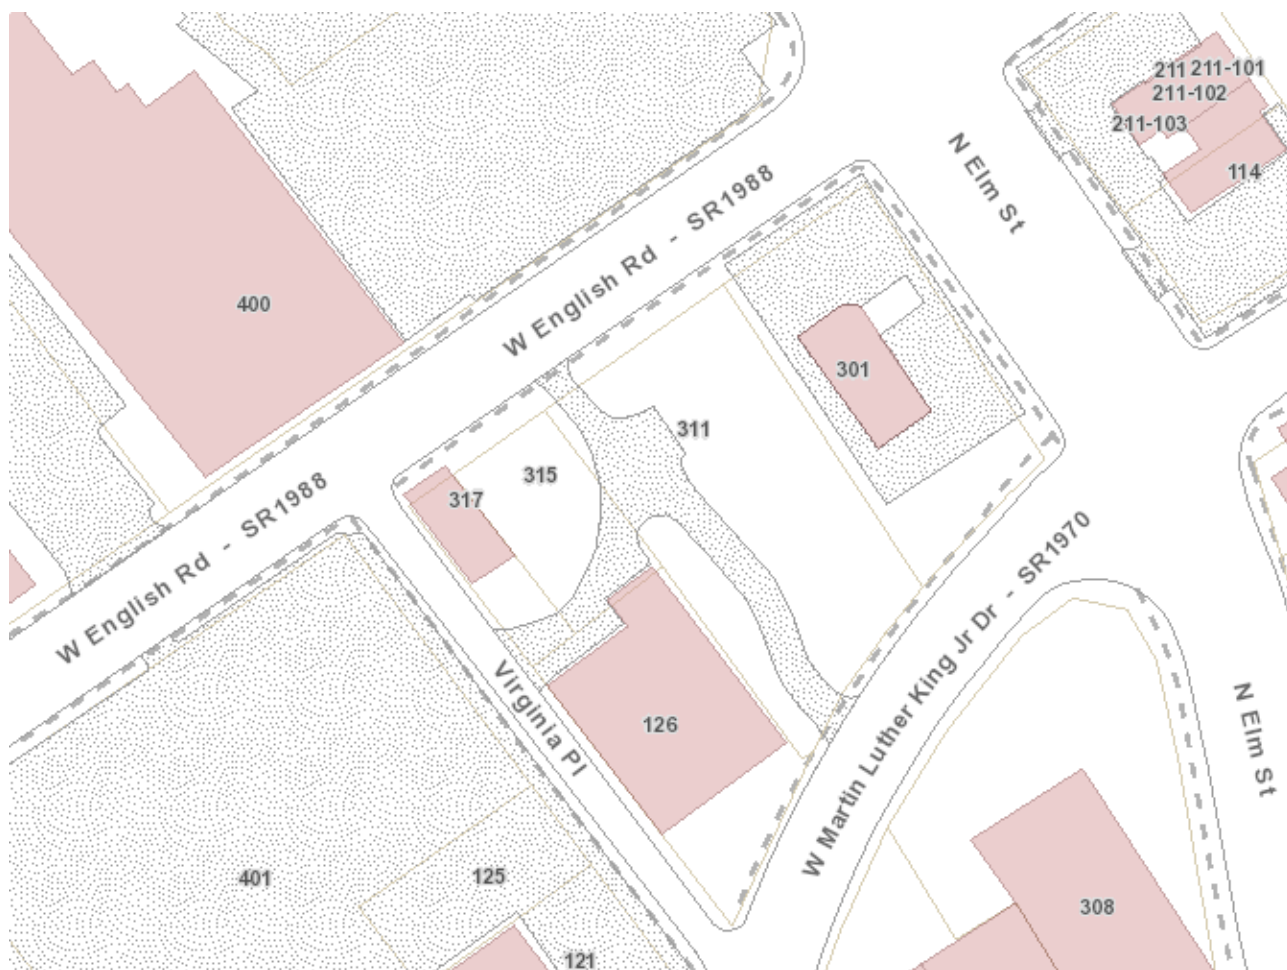 211 211-101
211-102
211-103
114
N Elm St
W English Rd - SR1988
400
301
311
315
317
W English Rd - SR1988
W Martin Luther King Jr Dr - SR1970
Virginia Pl
126
N Elm St
401
125
308
121